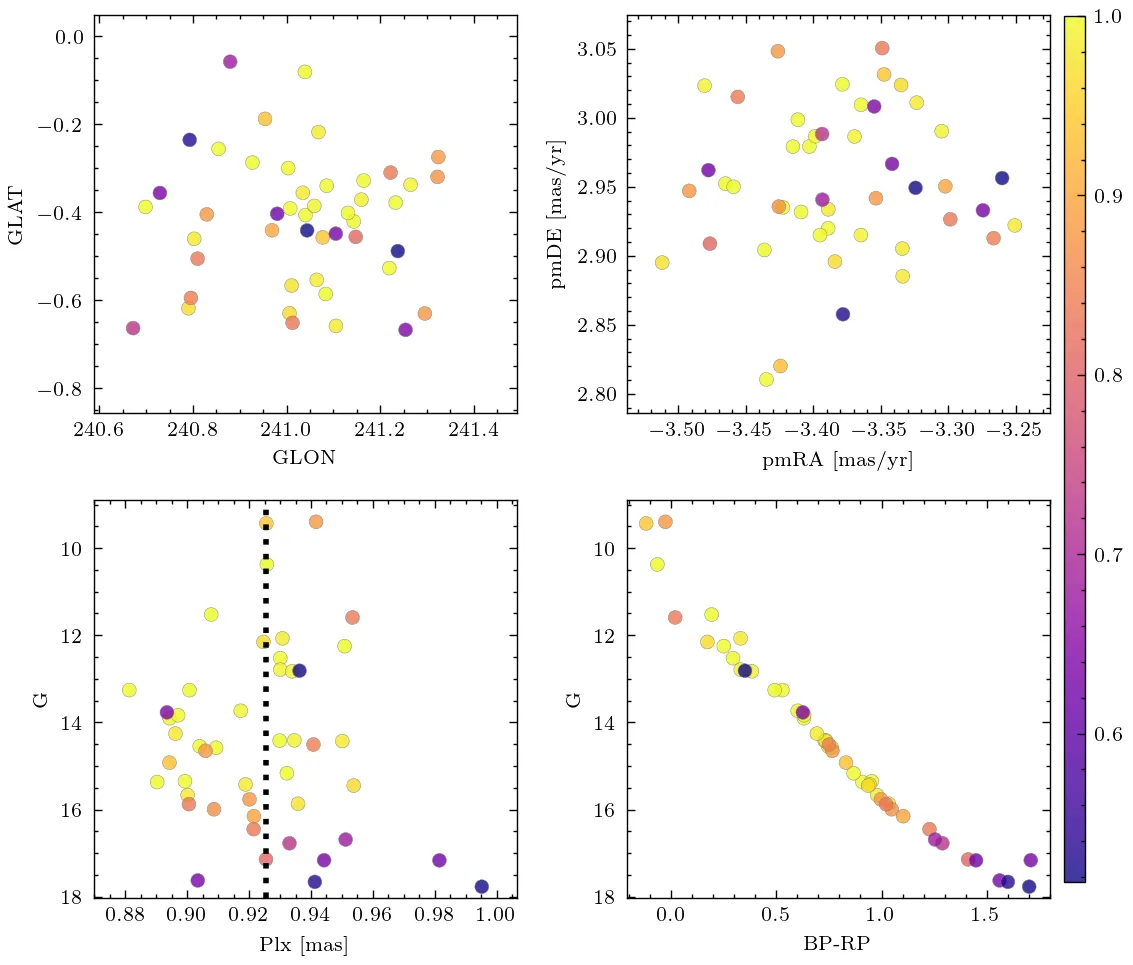 0.0
−0.2
−0.4
−0.6
−0.8
GLAT
240.6 240.8 241.0 241.2 241.4
GLON
3.05
3.00
2.95
2.90
2.85
2.80
pmDE [mas/yr]
−3.50 −3.45 −3.40 −3.35 −3.30 −3.25
pmRA [mas/yr]
10
12
14
16
18
G
0.88 0.90 0.92 0.94 0.96 0.98 1.00
Plx [mas]
10
12
14
16
18
G
0.0 0.5 1.0 1.5
BP-RP
1.0
0.9
0.8
0.7
0.6